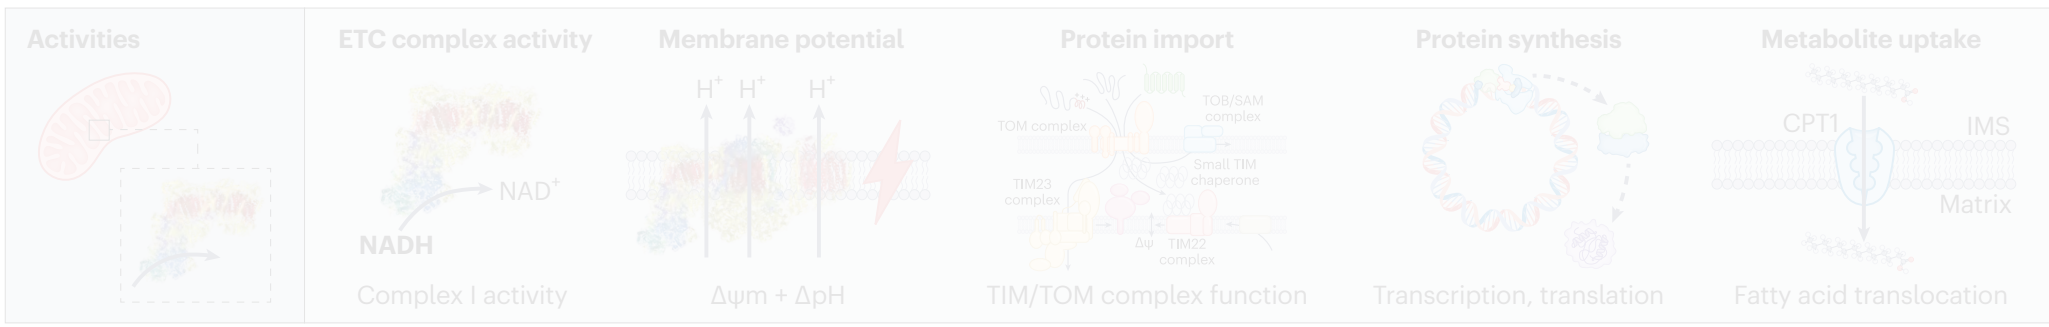 Activities
ETC complex activity
NAD⁺
NADH
Complex I activity
Membrane potential
H⁺ H⁺ H⁺
Δψm + ΔpH
Protein import
TOM complex
TOB/SAM
complex
Small TIM
chaperone
TIM23
complex
Δψ
TIM22
complex
TIM/TOM complex function
Protein synthesis
Transcription, translation
Metabolite uptake
CPT1
IMS
Matrix
Fatty acid translocation